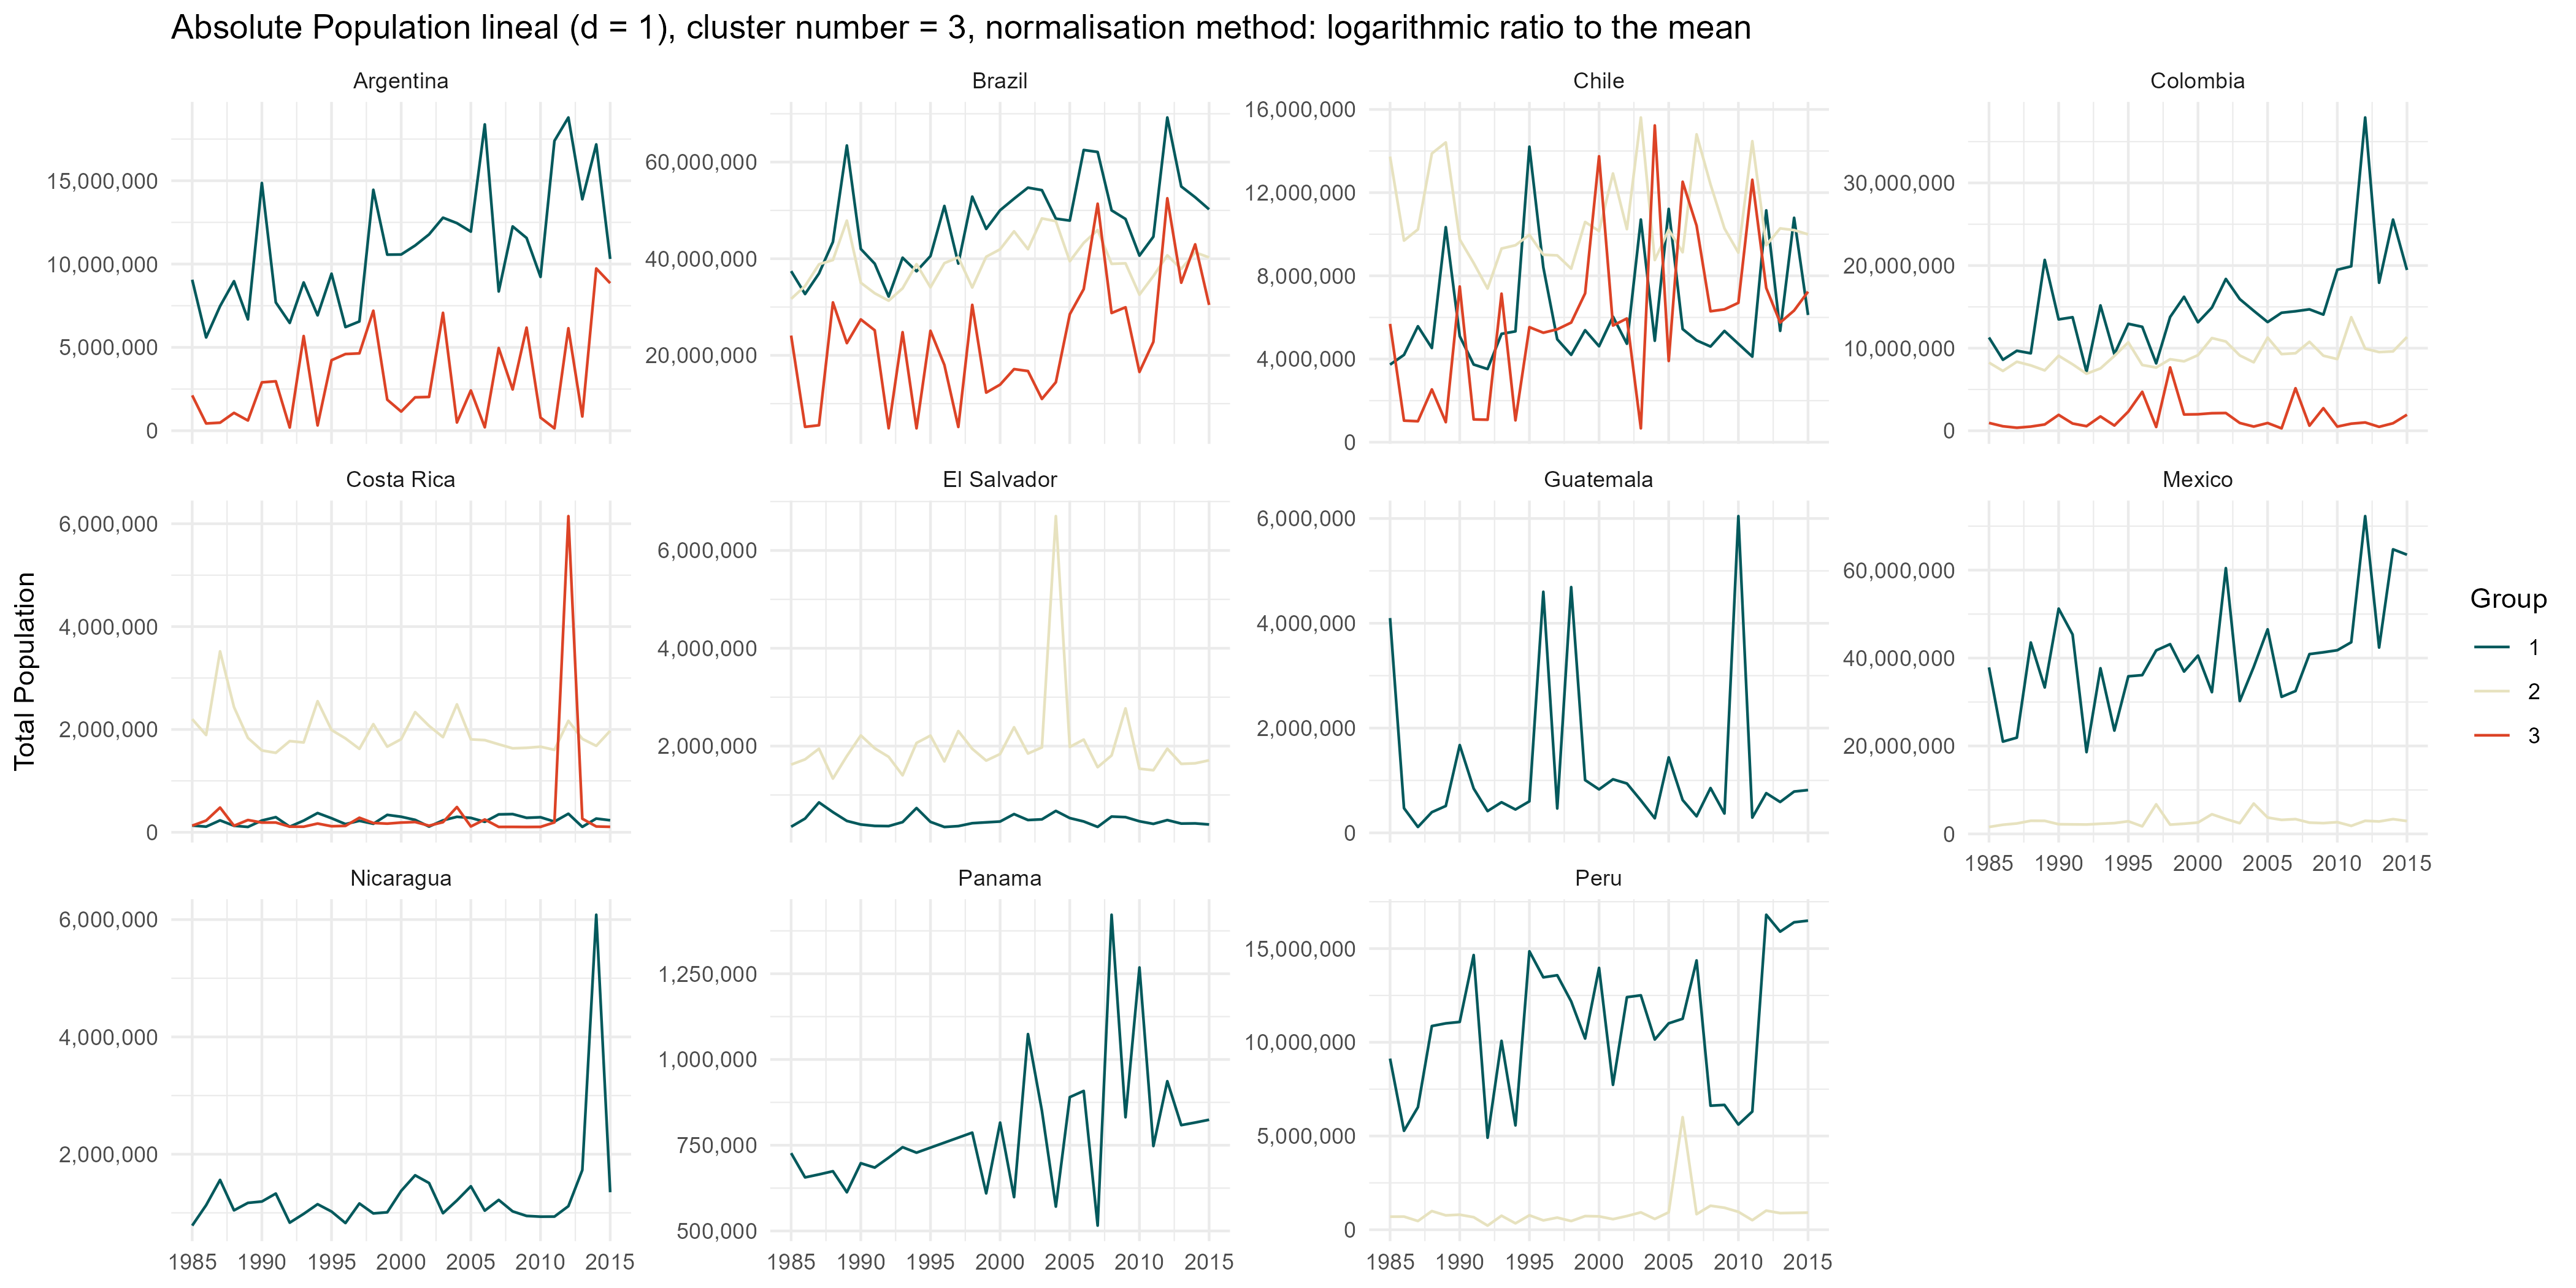 Absolute Population lineal (d = 1), cluster number = 3, normalisation method: logarithmic ratio to the mean
Argentina
Brazil
Chile
Colombia
15,000,000
10,000,000
5,000,000
0
60,000,000
40,000,000
20,000,000
16,000,000
12,000,000
8,000,000
4,000,000
0
30,000,000
20,000,000
10,000,000
0
Costa Rica
El Salvador
Guatemala
Mexico
6,000,000
4,000,000
2,000,000
0
6,000,000
4,000,000
2,000,000
6,000,000
4,000,000
2,000,000
0
60,000,000
40,000,000
20,000,000
0
1985 1990 1995 2000 2005 2010 2015
Nicaragua
Panama
Peru
6,000,000
4,000,000
2,000,000
1,250,000
1,000,000
750,000
500,000
15,000,000
10,000,000
5,000,000
0
1985 1990 1995 2000 2005 2010 2015
1985 1990 1995 2000 2005 2010 2015
1985 1990 1995 2000 2005 2010 2015
Total Population
Group
1
2
3